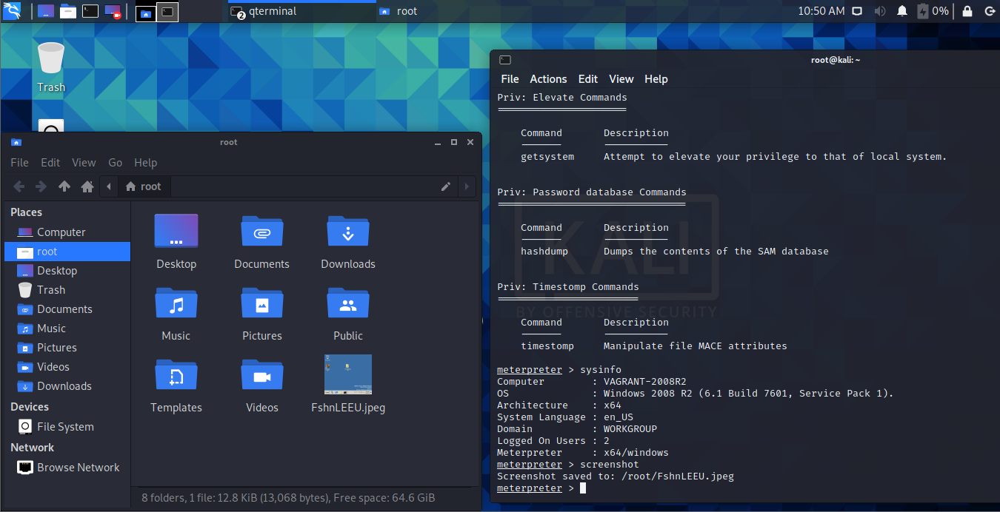 qterminal
2
root
10:50 AM
0%
Trash
root
File Edit View Go Help
root
Places
Computer
root
Desktop
Trash
Documents
Music
Pictures
Videos
Downloads
Devices
File System
Network
Browse Network
Desktop Documents Downloads
Music Pictures Public
Templates Videos FshnLEEU.jpeg
8 folders, 1 file: 12.8 KiB (13,068 bytes), Free space: 64.6 GiB
root@kali: ~
File Actions Edit View Help
Priv: Elevate Commands
======================
Command Description
------- -----------
getsystem Attempt to elevate your privilege to that of local system.
Priv: Password database Commands
================================
Command Description
------- -----------
hashdump Dumps the contents of the SAM database
Priv: Timestomp Commands
========================
Command Description
------- -----------
timestomp Manipulate file MACE attributes
meterpreter > sysinfo
Computer : VAGRANT-2008R2
OS : Windows 2008 R2 (6.1 Build 7601, Service Pack 1).
Architecture : x64
System Language : en_US
Domain : WORKGROUP
Logged On Users : 2
Meterpreter : x64/windows
meterpreter > screenshot
Screenshot saved to: /root/FshnLEEU.jpeg
meterpreter >
KALI
BY OFFENSIVE SECURITY